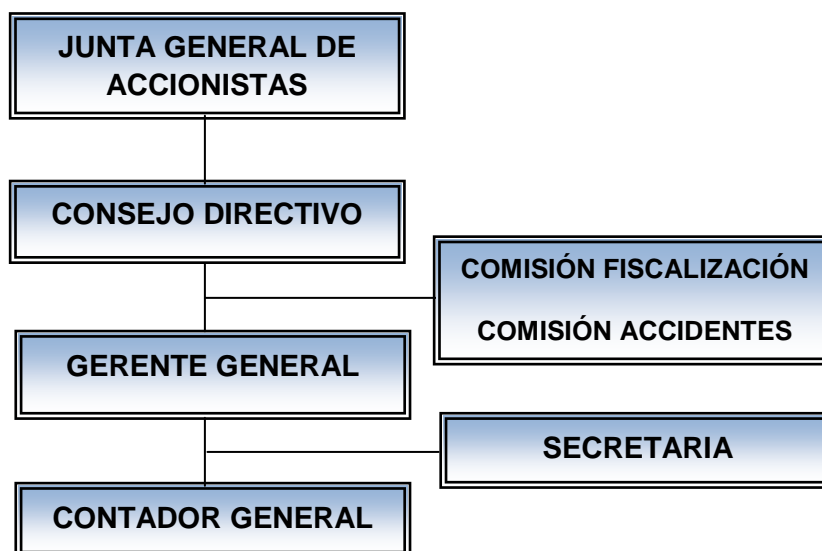 JUNTA GENERAL DE
ACCIONISTAS
CONSEJO DIRECTIVO
COMISIÓN FISCALIZACIÓN
COMISIÓN ACCIDENTES
GERENTE GENERAL
SECRETARIA
CONTADOR GENERAL